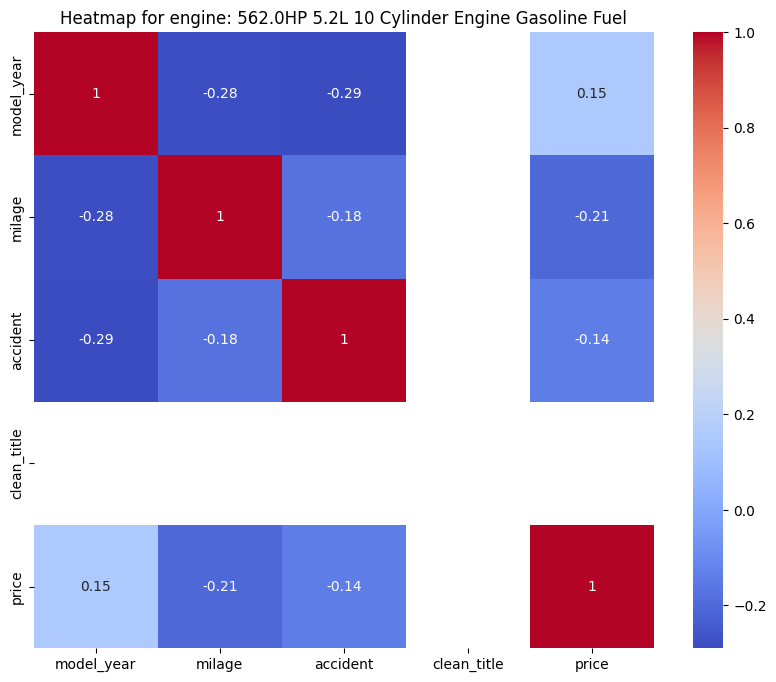 Heatmap for engine: 562.0HP 5.2L 10 Cylinder Engine Gasoline Fuel
model_year 1 -0.28 -0.29 0.15
milage -0.28 1 -0.18 -0.21
accident -0.29 -0.18 1 -0.14
clean_title
price 0.15 -0.21 -0.14 1
model_year milage accident clean_title price
1.0
0.8
0.6
0.4
0.2
0.0
−0.2